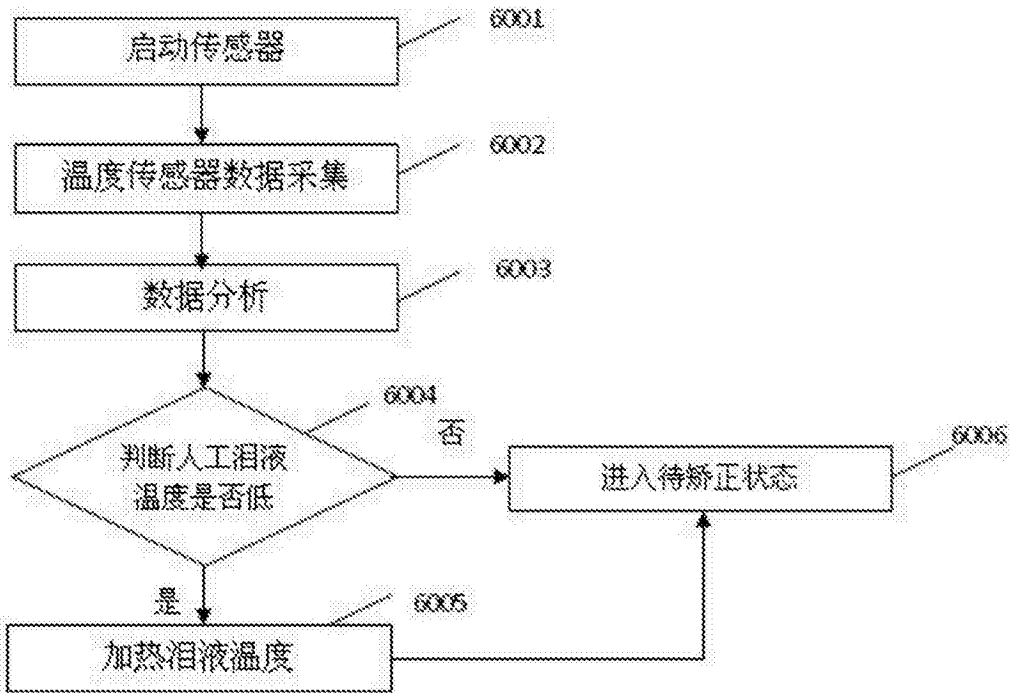 启动传感器
6001
温度传感器数据采集
6002
数据分析
6003
判断人工泪液
温度是否低
6004
否
进入待矫正状态
6006
是
加热泪液温度
6005